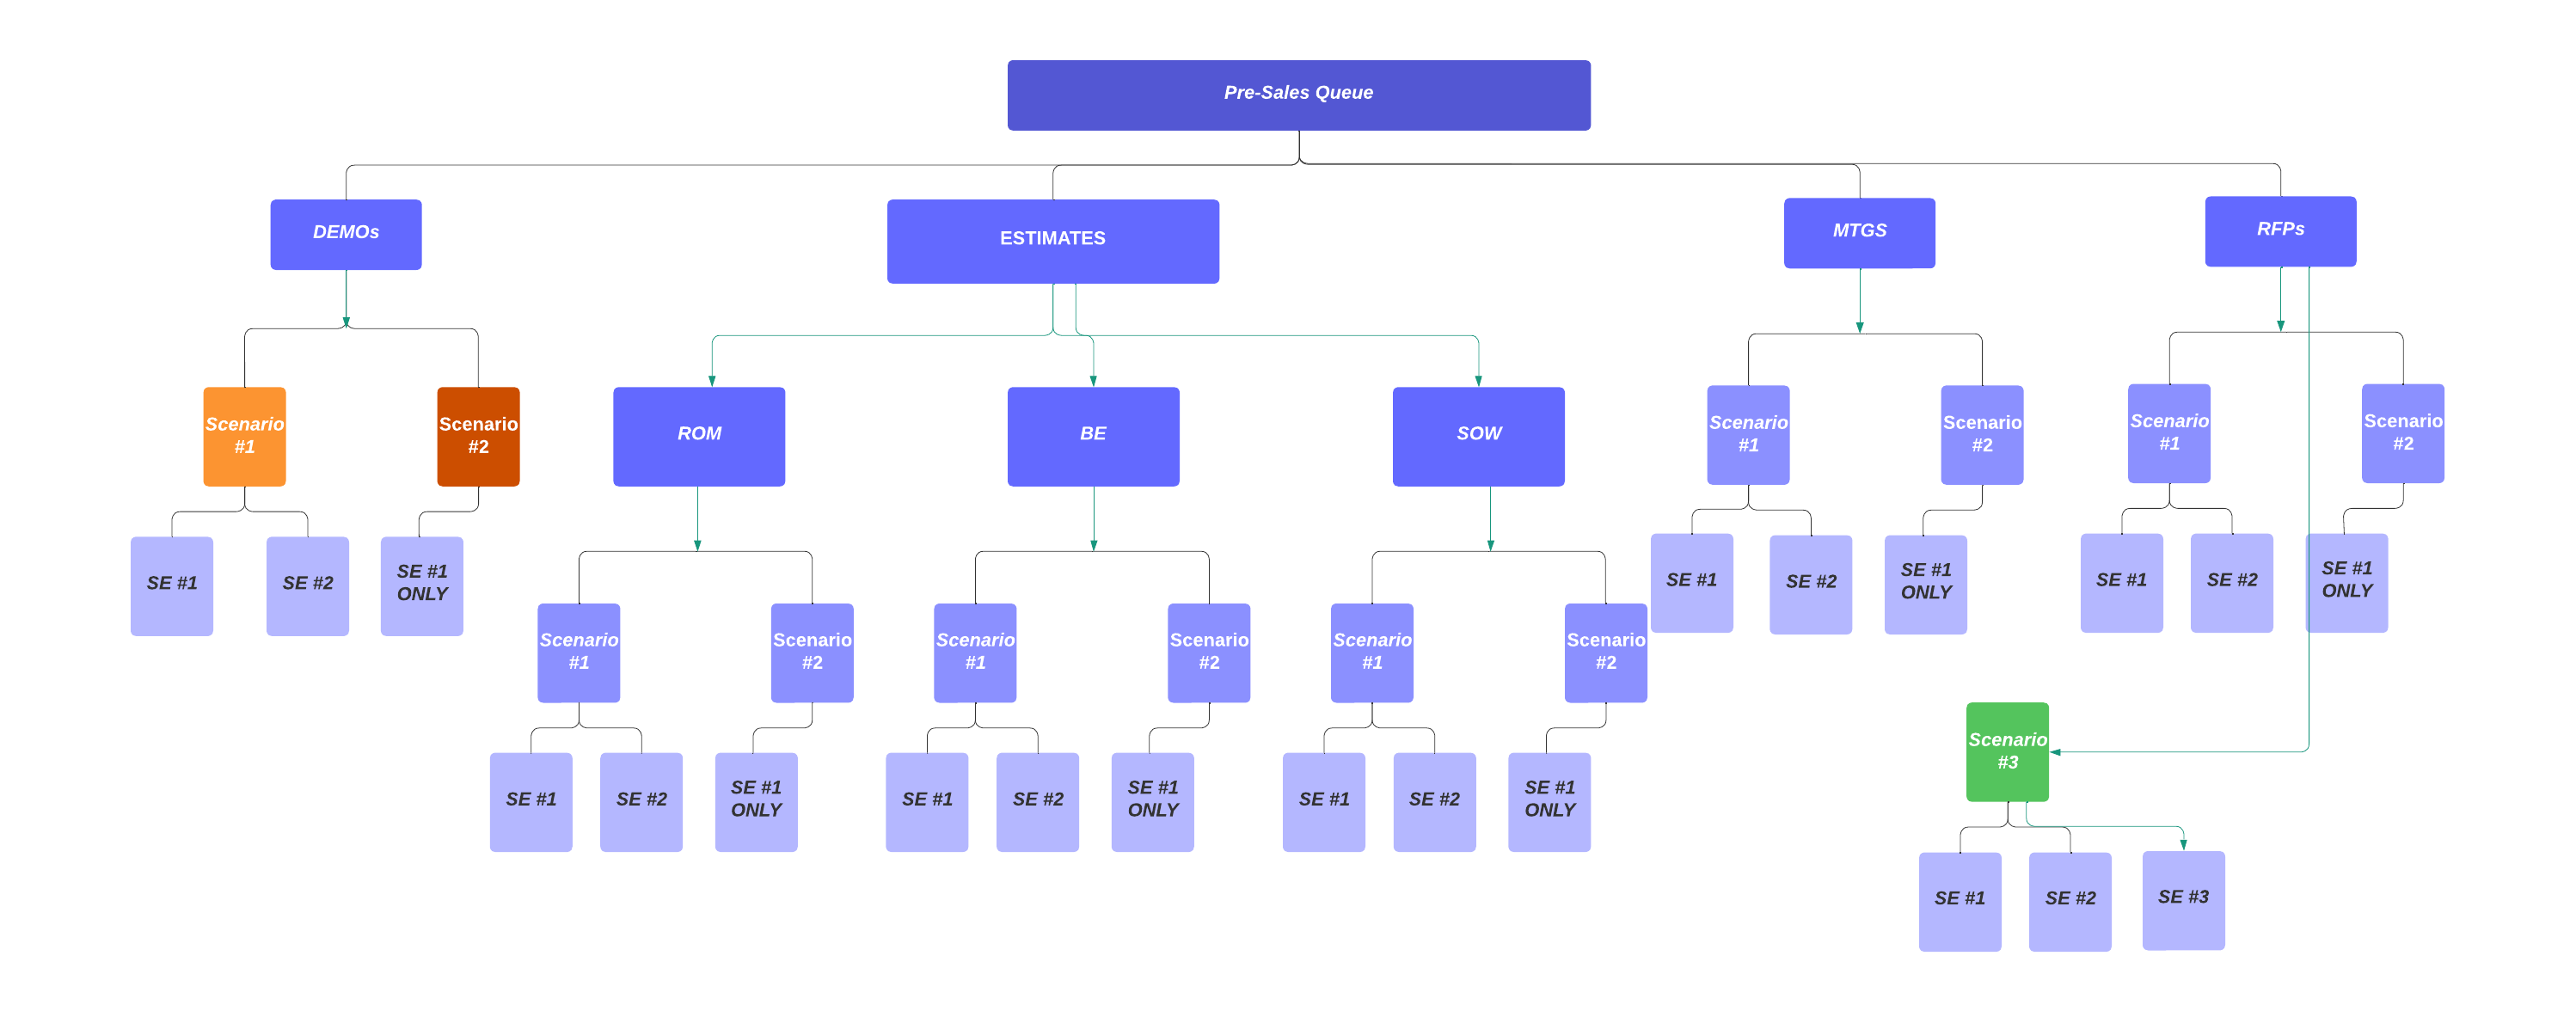 Pre-Sales Queue
DEMOs
ESTIMATES
MTGS
RFPs
Scenario
#1
Scenario
#2
ROM
BE
SOW
Scenario
#1
Scenario
#2
Scenario
#1
Scenario
#2
SE #1
SE #2
SE #1
ONLY
SE #1
SE #2
SE #1
ONLY
SE #1
SE #2
SE #1
ONLY
Scenario
#1
Scenario
#2
Scenario
#1
Scenario
#2
Scenario
#1
Scenario
#2
Scenario
#3
SE #1
SE #2
SE #1
ONLY
SE #1
SE #2
SE #1
ONLY
SE #1
SE #2
SE #1
ONLY
SE #1
SE #2
SE #3